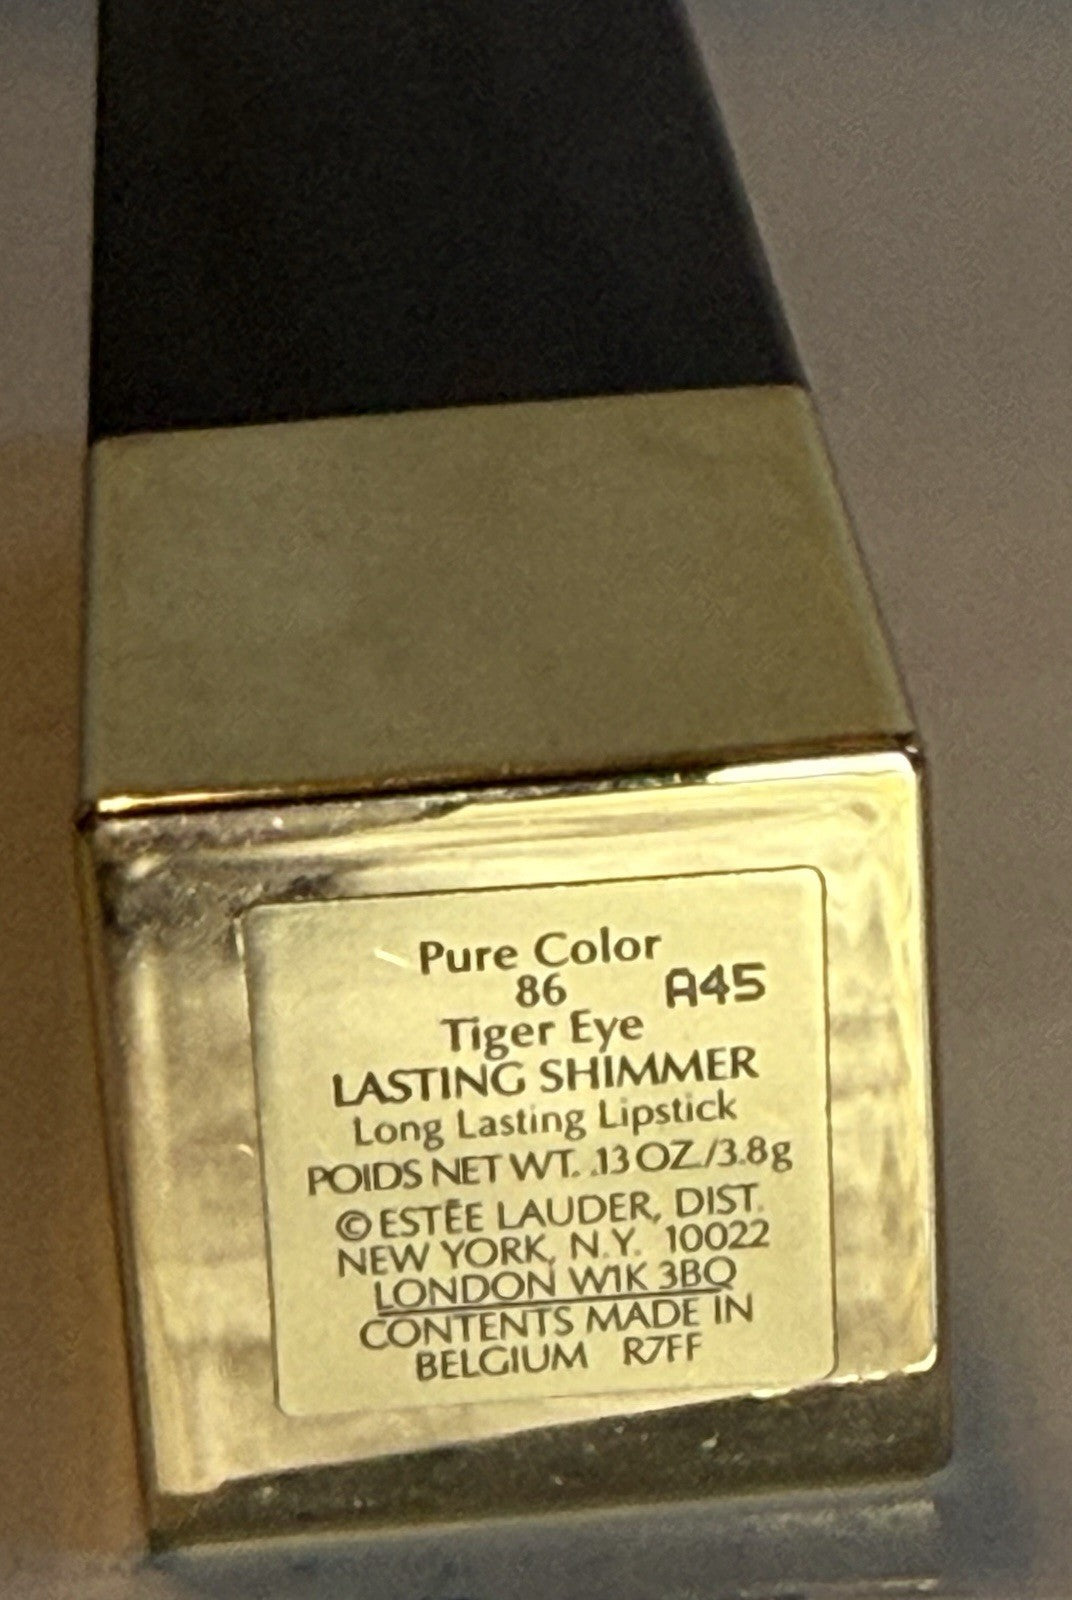 Pure Color
86 A45
Tiger Eye
LASTING SHIMMER
Long Lasting Lipstick
POIDS NET WT. .13 OZ./3.8g
© ESTÉE LAUDER, DIST.
NEW YORK, N.Y. 10022
LONDON W1K 3BQ
CONTENTS MADE IN
BELGIUM R7FF